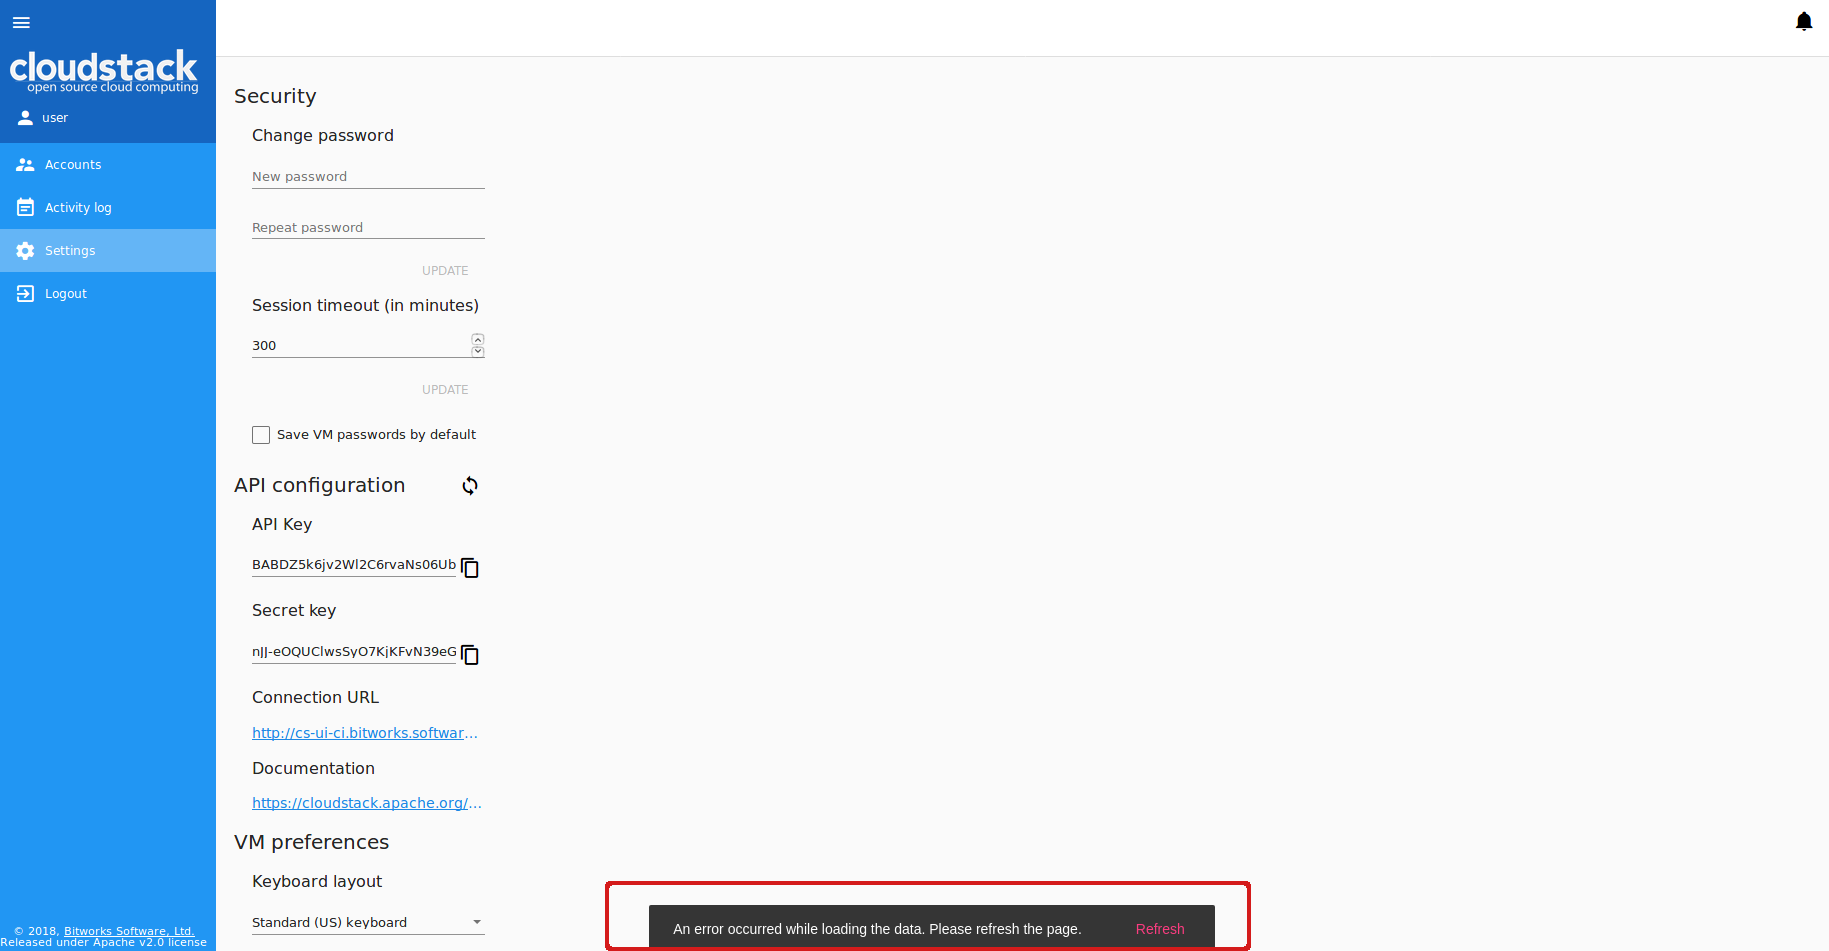 cloudstack
open source cloud computing
user
Accounts
Activity log
Settings
Logout
© 2018, Bitworks Software, Ltd.
Released under Apache v2.0 license
Security
Change password
New password
Repeat password
UPDATE
Session timeout (in minutes)
300
UPDATE
Save VM passwords by default
API configuration
API Key
BABDZ5k6jv2Wl2C6rvaNs06Ub
Secret key
nJJ-eOQUClwsSyO7KjKFvN39eG
Connection URL
http://cs-ui-ci.bitworks.softwar...
Documentation
https://cloudstack.apache.org/...
VM preferences
Keyboard layout
Standard (US) keyboard
An error occurred while loading the data. Please refresh the page. Refresh